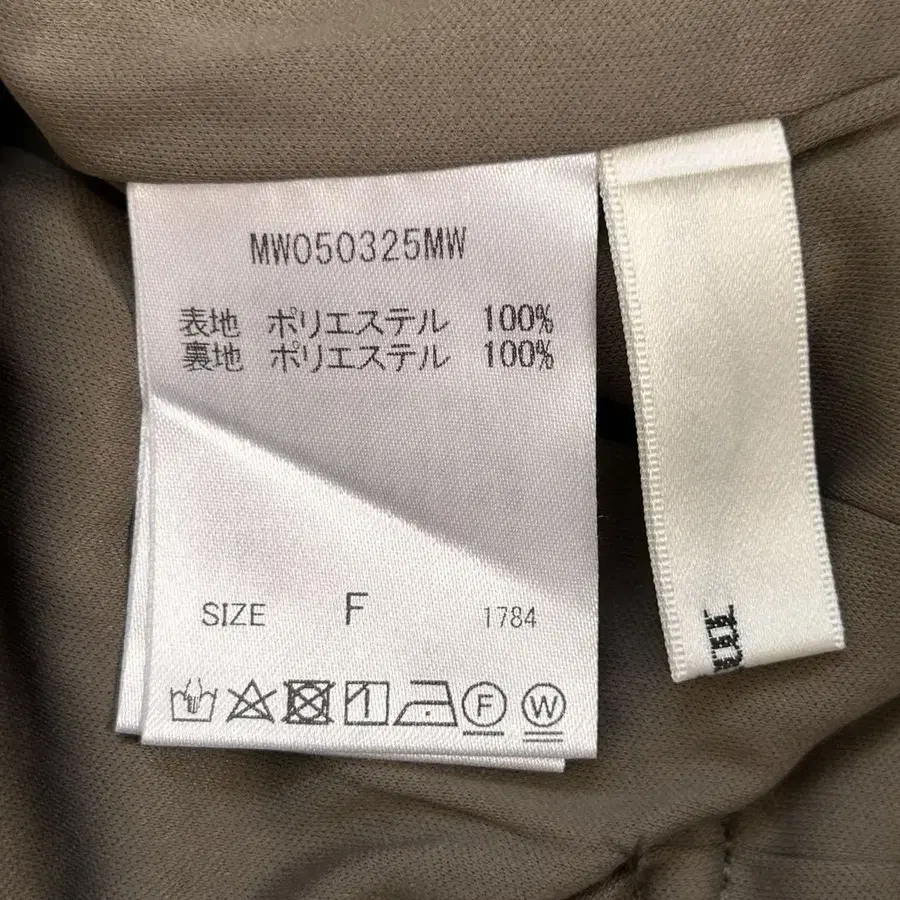 MW050325MW
表地 ポリエステル 100%
裏地 ポリエステル 100%
SIZE F 1784
F W